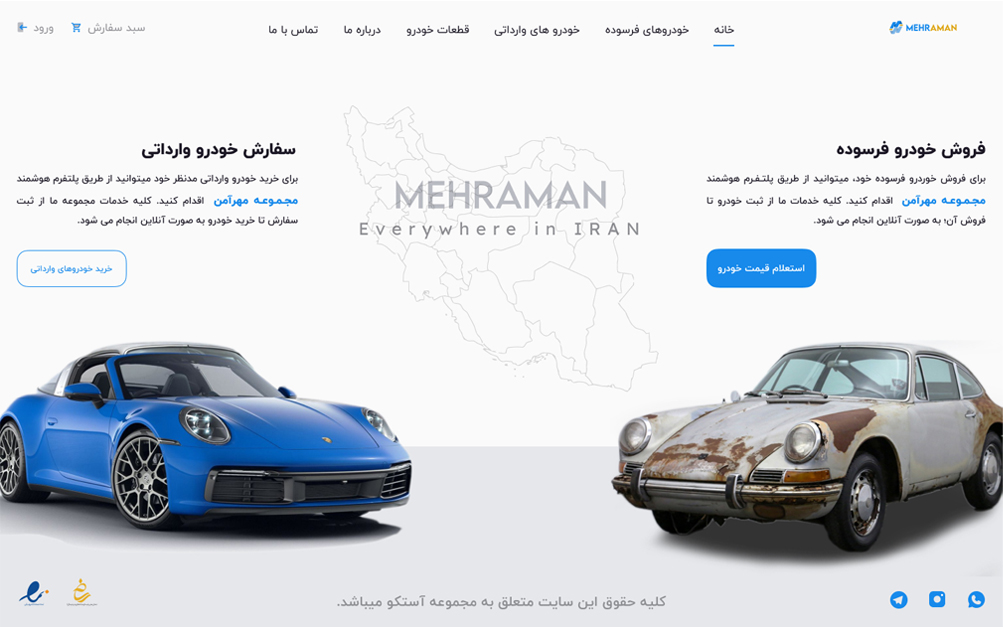 MEHRAMAN
خانه
خودروهای فرسوده
خودرو های وارداتی
قطعات خودرو
درباره ما
تماس با ما
سبد سفارش
ورود
فروش خودرو فرسوده
برای فروش خوردرو فرسوده خود، میتوانید از طریق پلتفـرم هوشمند
مجـمـوعـه مهرآمن اقدام کنید. کلیه خدمات ما از ثبت خودرو تا
فروش آن؛ به صورت آنلاین انجام می شود.
استعلام قیمت خودرو
MEHRAMAN
Everywhere in IRAN
سفارش خودرو وارداتی
برای خرید خودرو وارداتی مدنظر خود میتوانید از طریق پلتفرم هوشمند
مجـمـوعـه مهرآمن اقدام کنید. کلیه خدمات مجموعه ما از ثبت
سفارش تا خرید خودرو به صورت آنلاین انجام می شود.
خرید خودروهای وارداتی
کلیه حقوق این سایت متعلق به مجموعه آستکو میباشد.